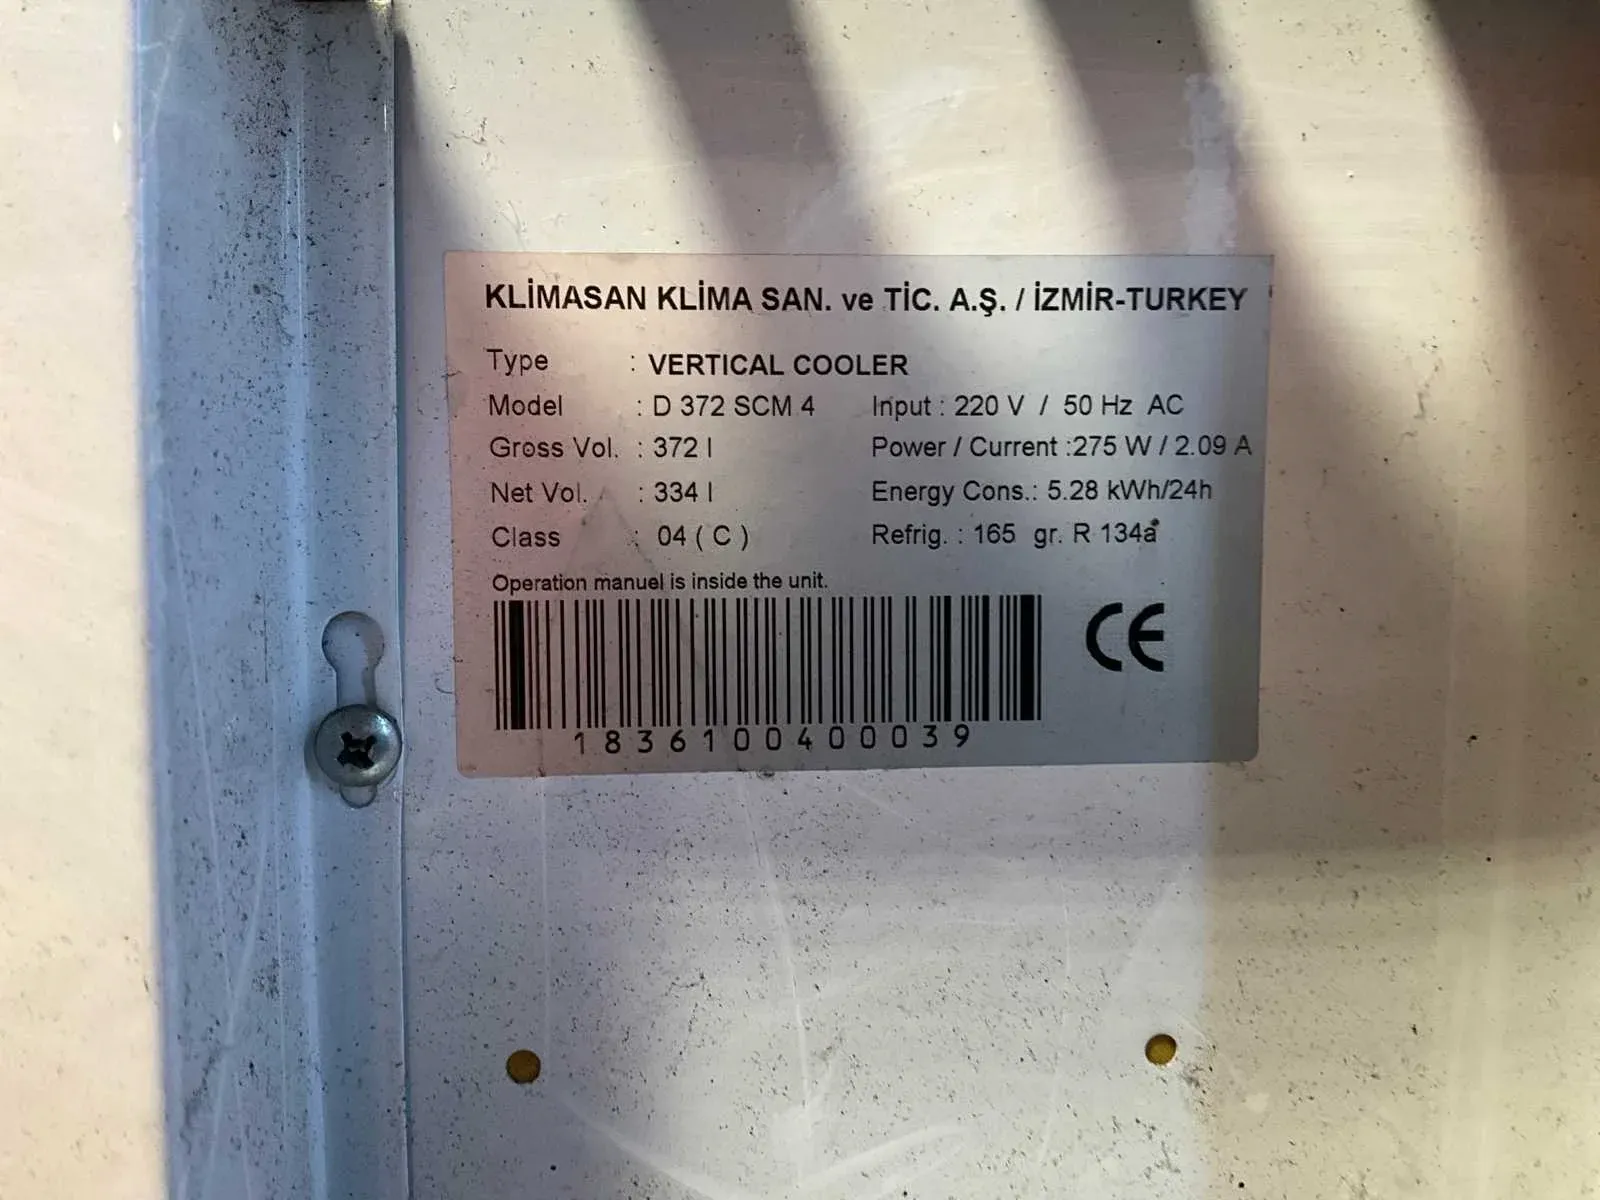 KLİMASAN KLİMA SAN. ve TİC. A.Ş. / İZMİR-TURKEY
Type : VERTICAL COOLER
Model : D 372 SCM 4 Input : 220 V / 50 Hz AC
Gross Vol. : 372 l Power / Current :275 W / 2.09 A
Net Vol. : 334 l Energy Cons.: 5.28 kWh/24h
Class : 04 ( C ) Refrig. : 165 gr. R 134a
Operation manuel is inside the unit.
CE
1836100400039